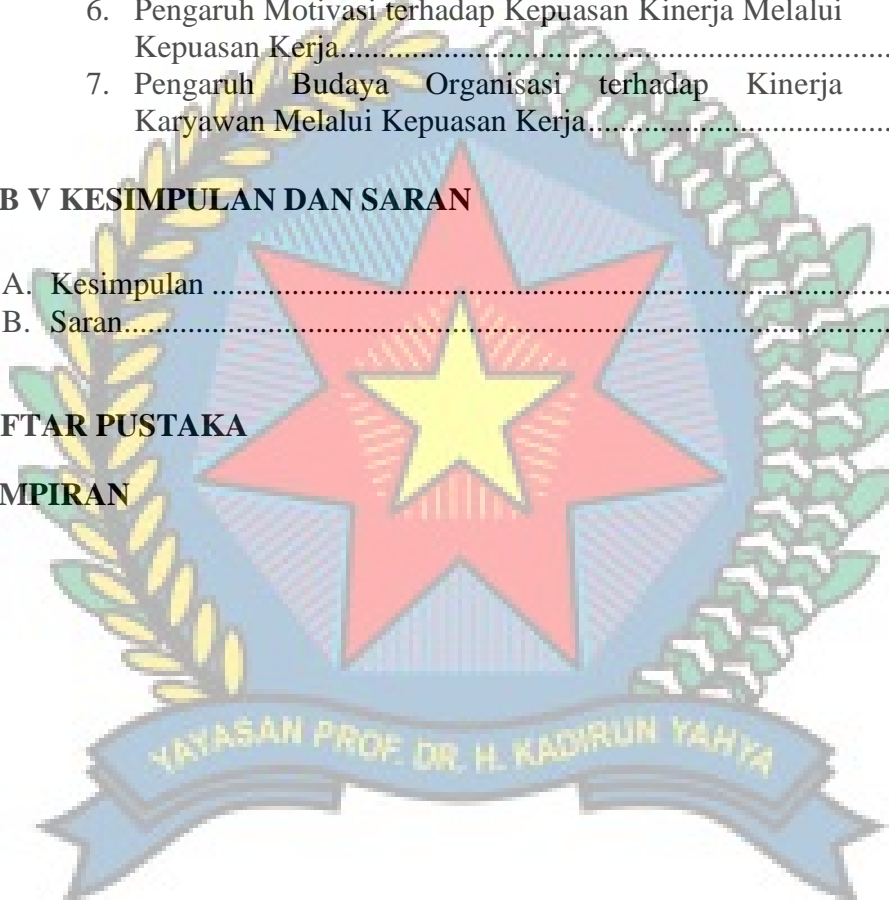 6. Pengaruh Motivasi terhadap Kepuasan Kinerja Melalui
Kepuasan Kerja........................................................................
7. Pengaruh Budaya Organisasi terhadap Kinerja
Karyawan Melalui Kepuasan Kerja........................................
B V KESIMPULAN DAN SARAN
A. Kesimpulan ......................................................................................
B. Saran.................................................................................................
FTAR PUSTAKA
MPIRAN
YAYASAN PROF. DR. H. KADIRUN YAHYA